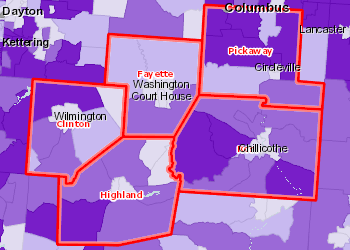 Columbus
Dayton
Lancaster
Kettering
Pickaway
Circleville
Fayette
Washington
Court House
Wilmington
Clinton
Chillicothe
Highland